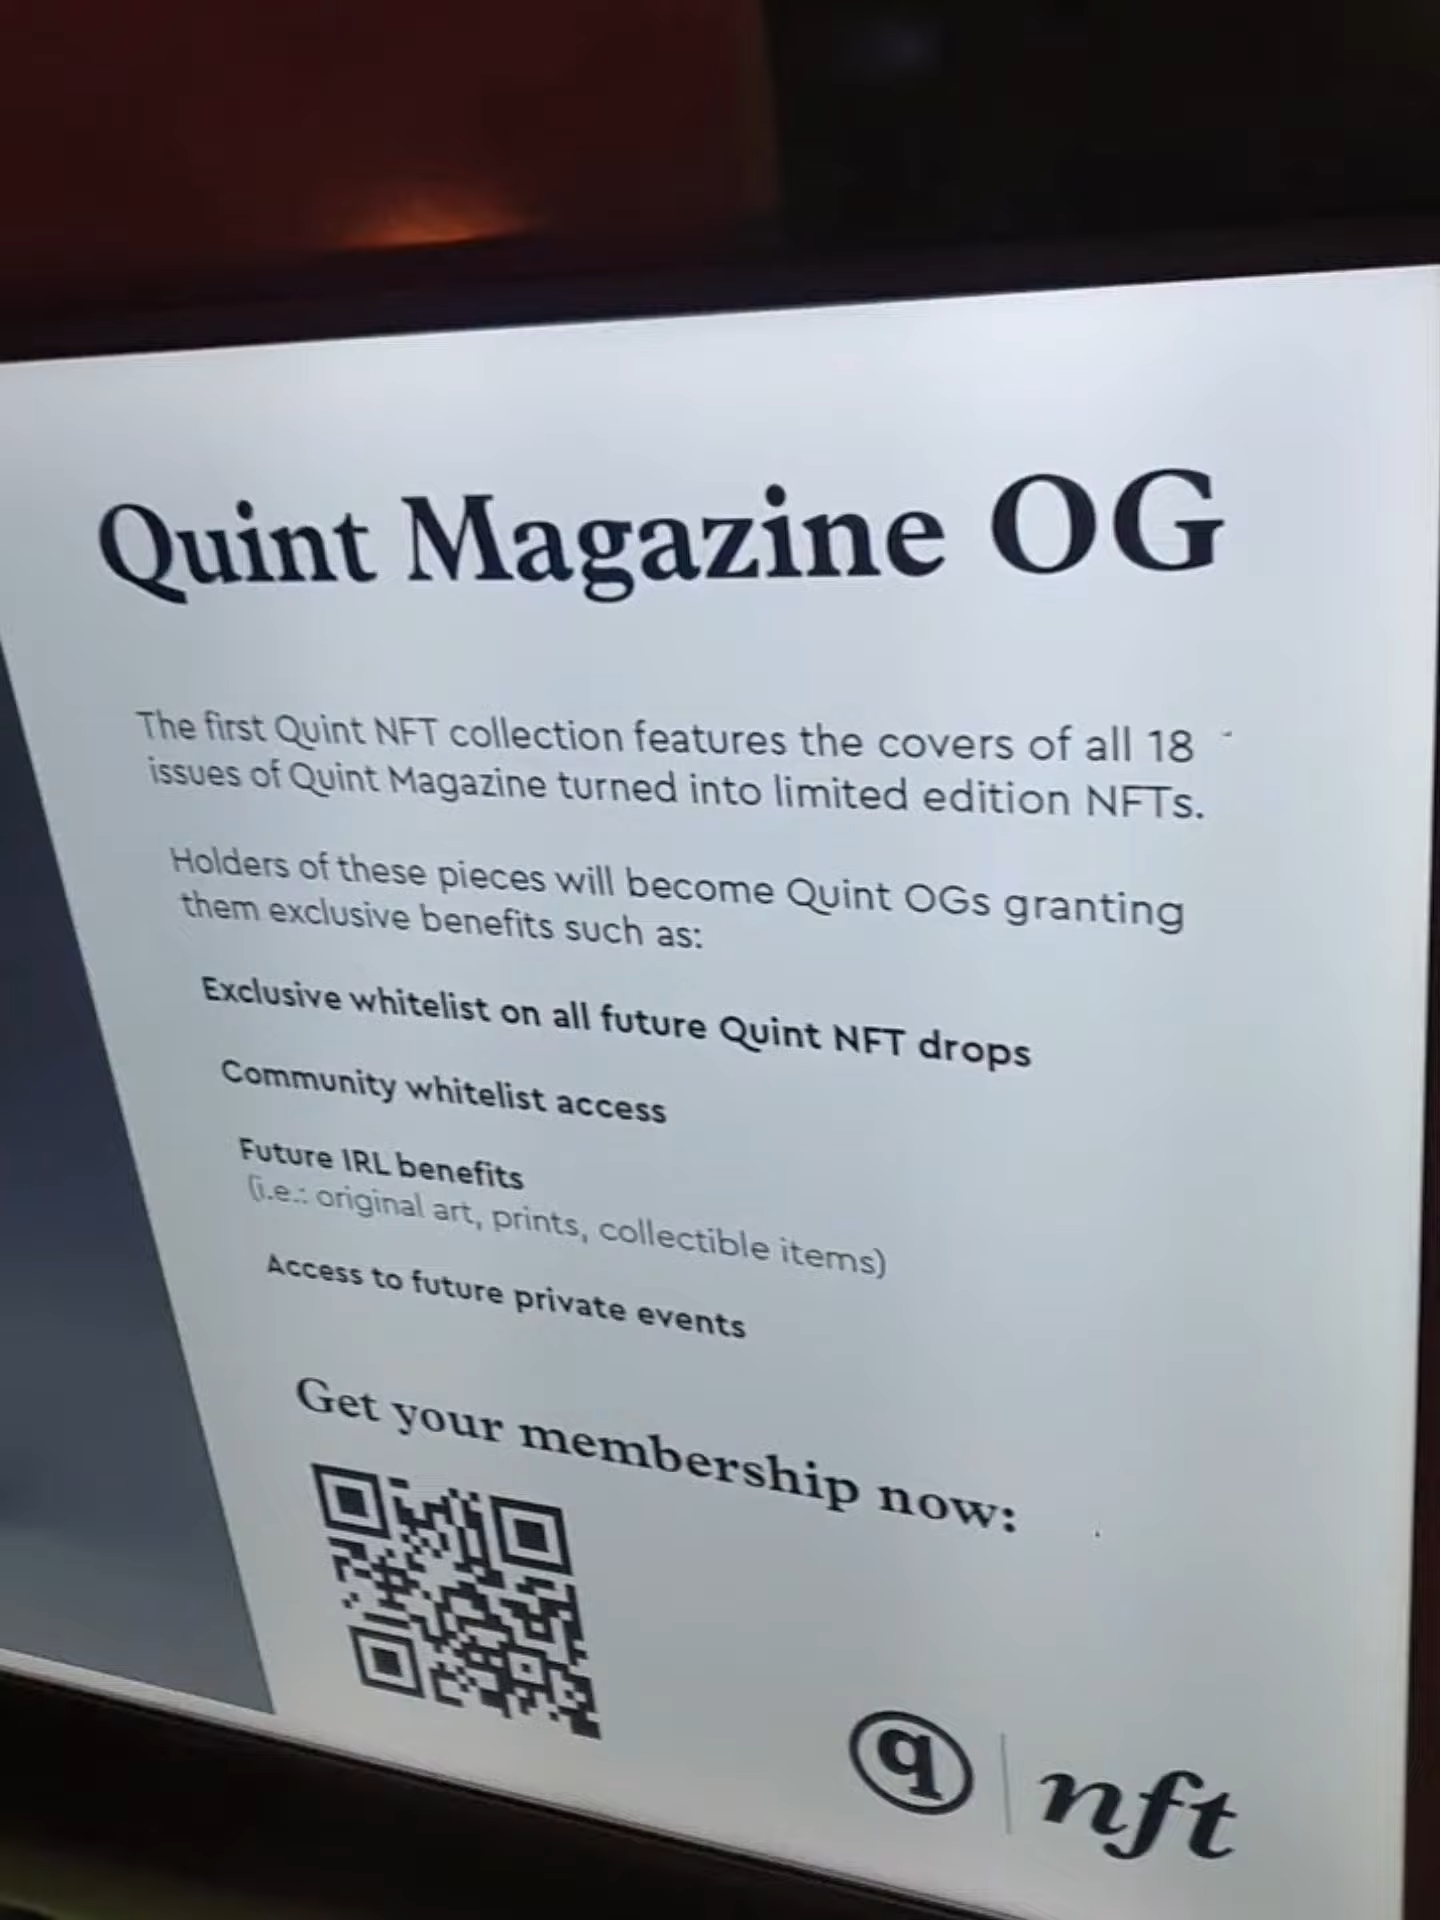 Quint Magazine OG
The first Quint NFT collection features the covers of all 18
issues of Quint Magazine turned into limited edition NFTs.
Holders of these pieces will become Quint OGs granting
them exclusive benefits such as:
Exclusive whitelist on all future Quint NFT drops
Community whitelist access
Future IRL benefits
(i.e.: original art, prints, collectible items)
Access to future private events
Get your membership now:
q nft